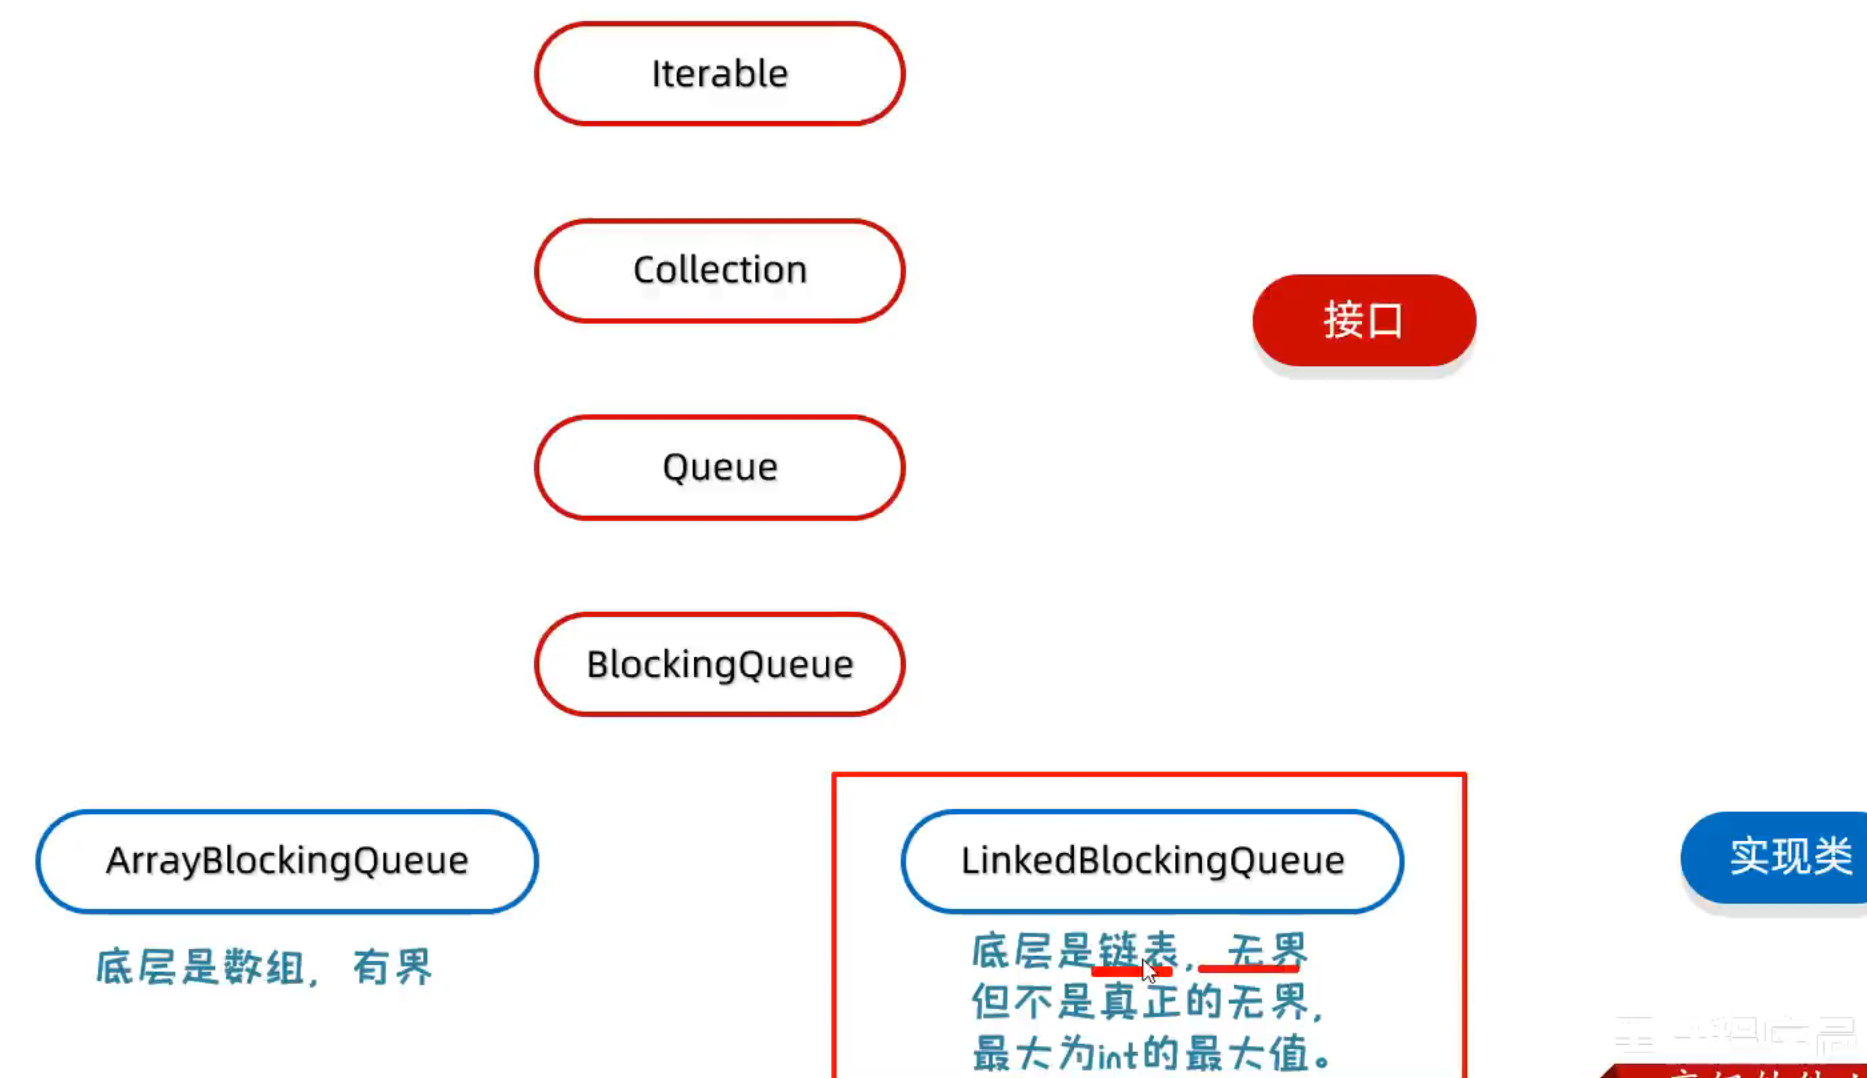 Iterable
Collection
接口
Queue
BlockingQueue
ArrayBlockingQueue
LinkedBlockingQueue
实现类
底层是数组，有界
底层是链表，无界
但不是真正的无界，
最大为int的最大值。